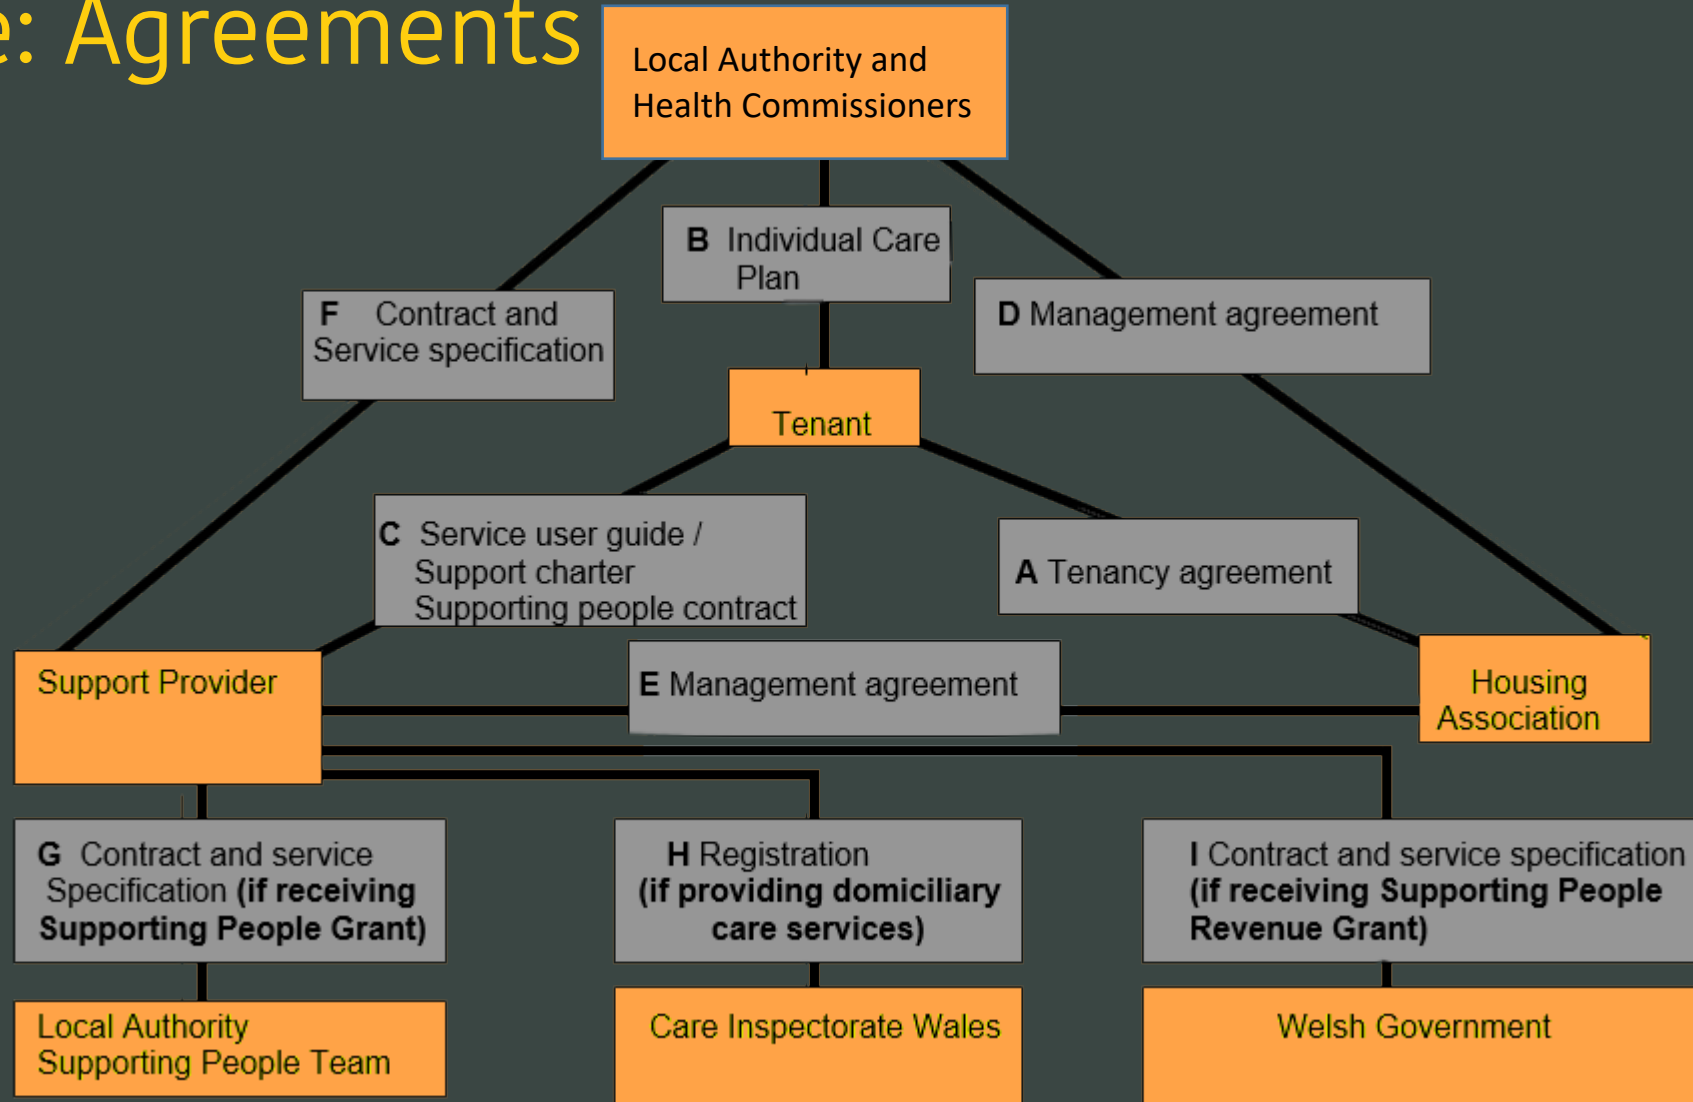 e: Agreements
Local Authority and
Health Commissioners
B Individual Care
Plan
F Contract and
Service specification
D Management agreement
Tenant
C Service user guide /
Support charter
Supporting people contract
A Tenancy agreement
Support Provider
E Management agreement
Housing
Association
G Contract and service
Specification (if receiving
Supporting People Grant)
H Registration
(if providing domiciliary
care services)
I Contract and service specification
(if receiving Supporting People
Revenue Grant)
Local Authority
Supporting People Team
Care Inspectorate Wales
Welsh Government